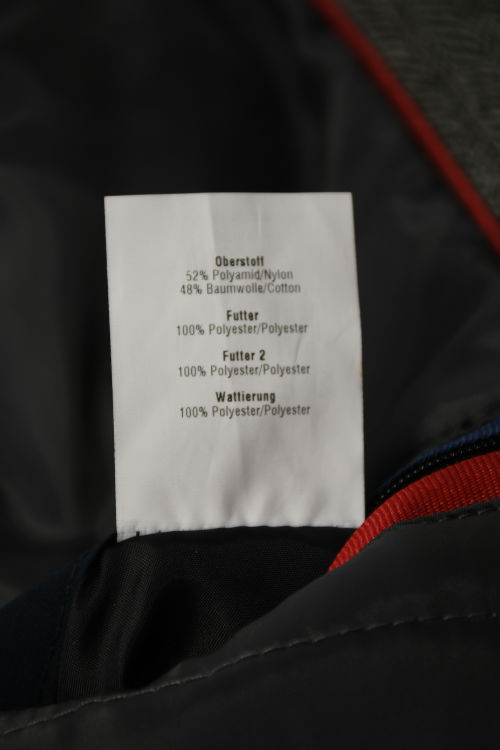 Oberstoff
52% Polyamid/Nylon
48% Baumwolle/Cotton
Futter
100% Polyester/Polyester
Futter 2
100% Polyester/Polyester
Wattierung
100% Polyester/Polyester